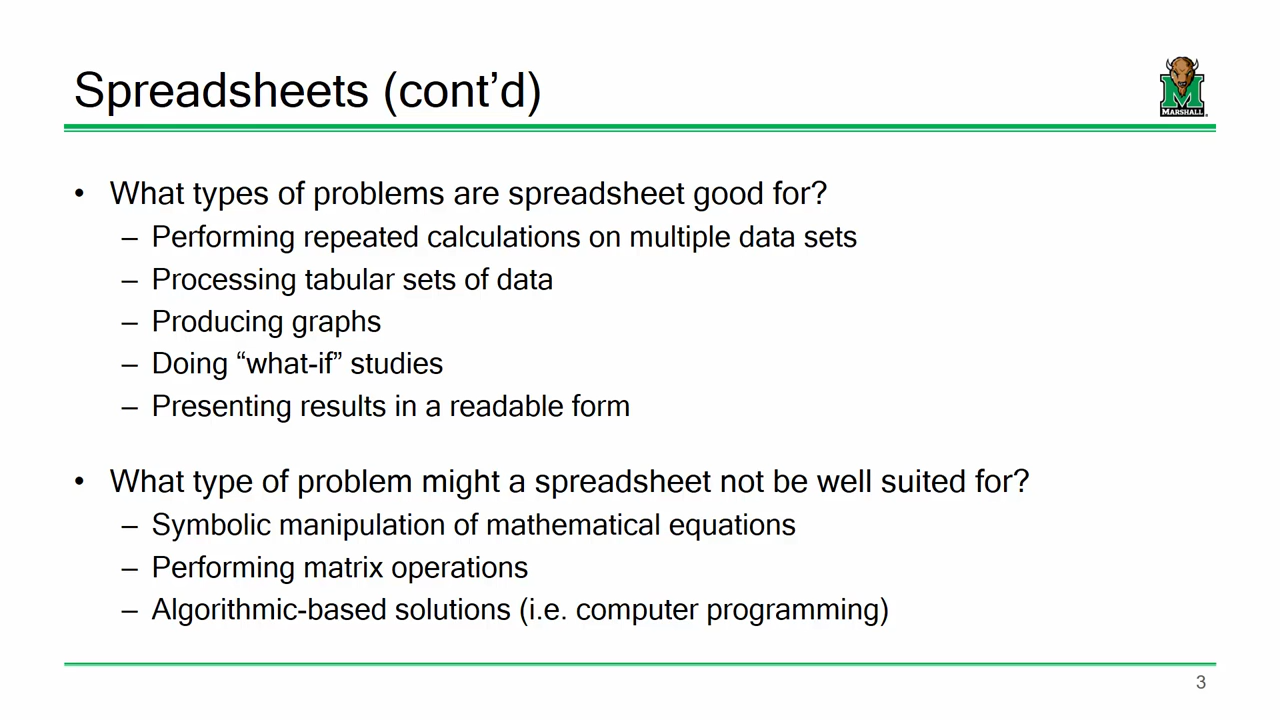 Spreadsheets (cont’d)
MARSHALL
• What types of problems are spreadsheet good for?
– Performing repeated calculations on multiple data sets
– Processing tabular sets of data
– Producing graphs
– Doing “what-if” studies
– Presenting results in a readable form
• What type of problem might a spreadsheet not be well suited for?
– Symbolic manipulation of mathematical equations
– Performing matrix operations
– Algorithmic-based solutions (i.e. computer programming)
3